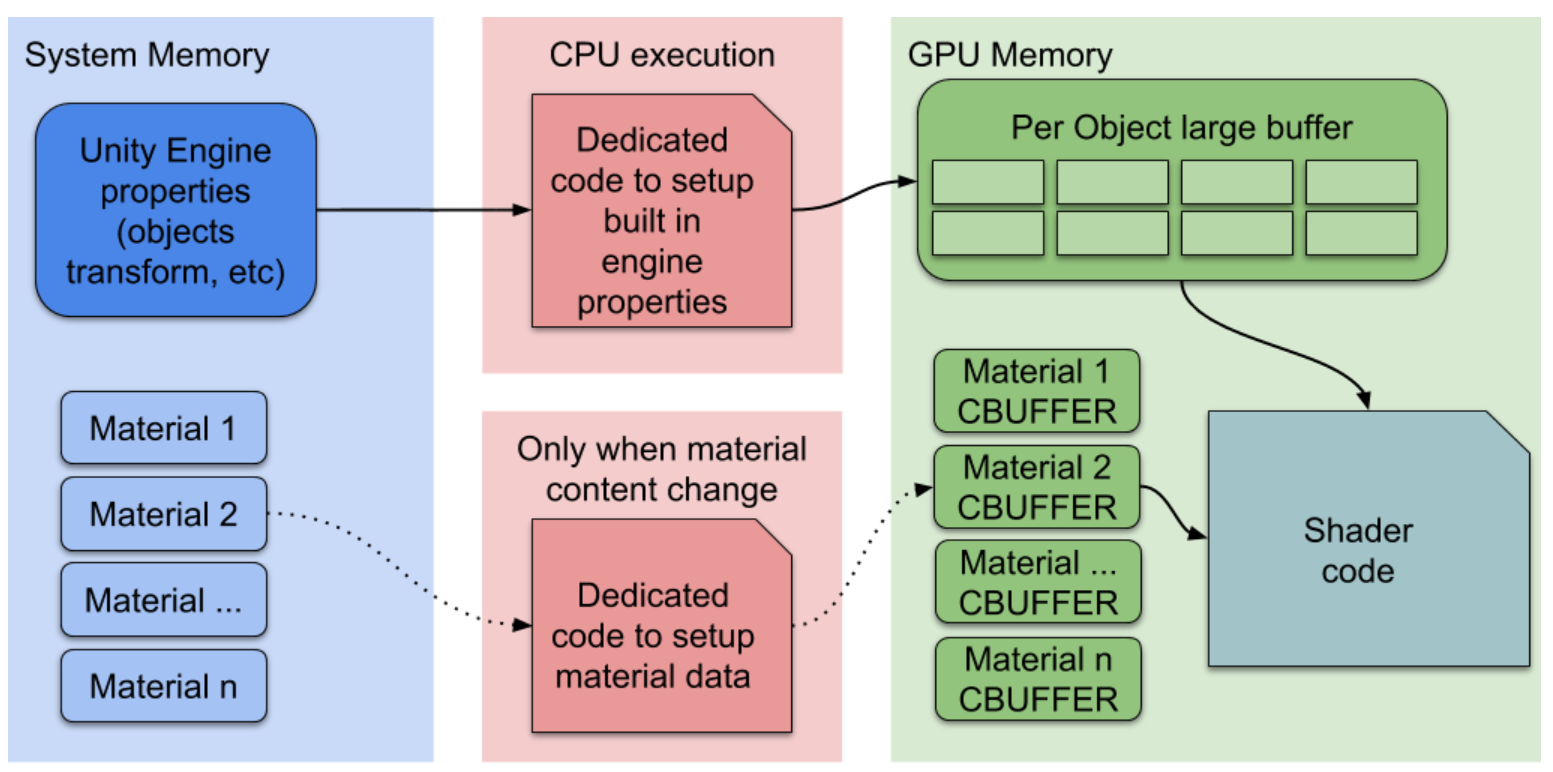 System Memory
Unity Engine
properties
(objects
transform, etc)
Material 1
Material 2
Material ...
Material n
CPU execution
Dedicated
code to setup
built in
engine
properties
Only when material
content change
Dedicated
code to setup
material data
GPU Memory
Per Object large buffer
Material 1
CBUFFER
Material 2
CBUFFER
Material ...
CBUFFER
Material n
CBUFFER
Shader
code